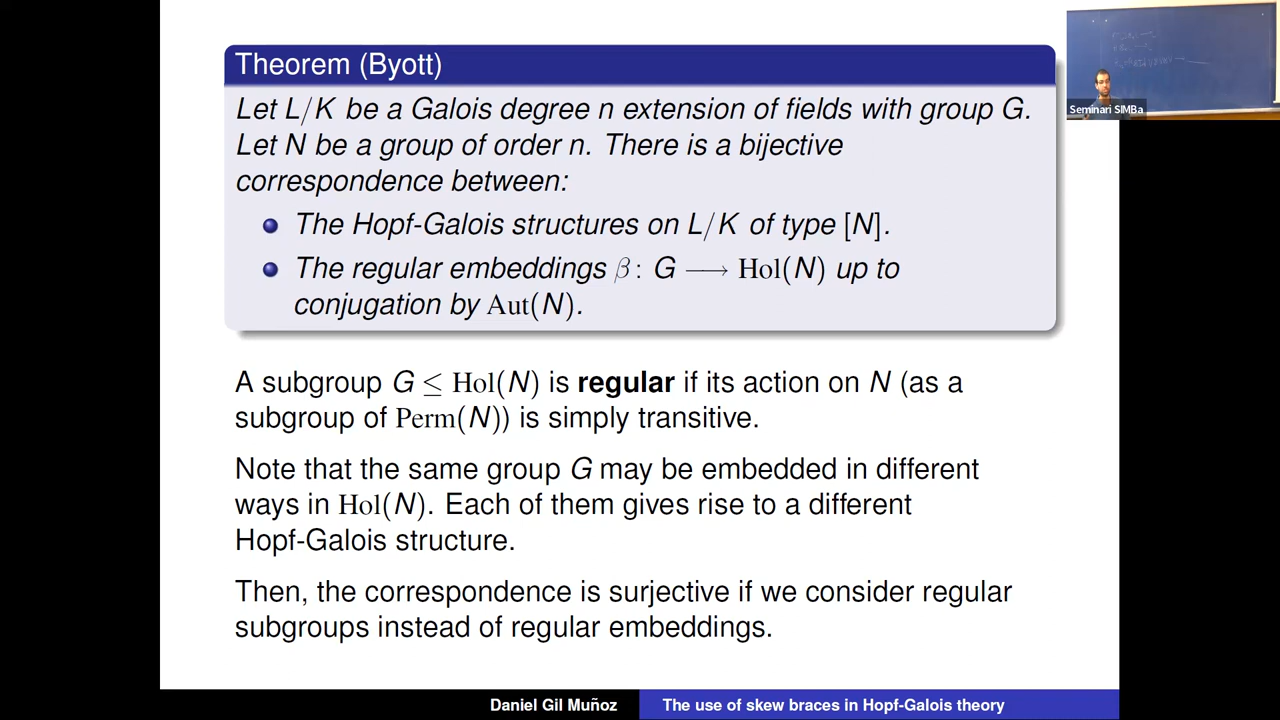 Theorem (Byott)
Let L/K be a Galois degree n extension of fields with group G.
Let N be a group of order n. There is a bijective
correspondence between:
The Hopf-Galois structures on L/K of type [N].
The regular embeddings β: G ⟶ Hol(N) up to
conjugation by Aut(N).
A subgroup G ≤ Hol(N) is regular if its action on N (as a
subgroup of Perm(N)) is simply transitive.
Note that the same group G may be embedded in different
ways in Hol(N). Each of them gives rise to a different
Hopf-Galois structure.
Then, the correspondence is surjective if we consider regular
subgroups instead of regular embeddings.
Daniel Gil Muñoz
The use of skew braces in Hopf-Galois theory
Seminari SIMBa